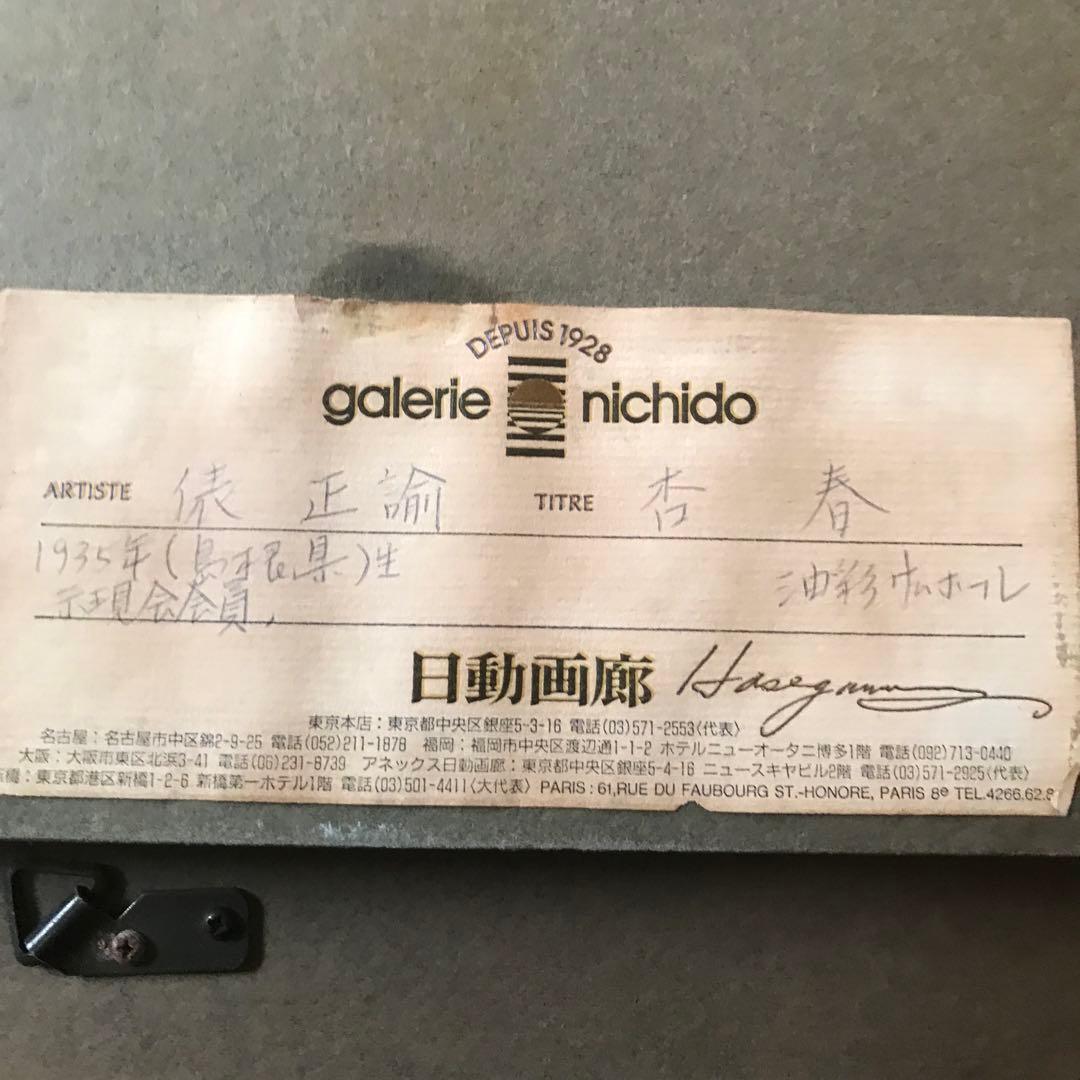 DEPUIS 1928
galerie nichido
ARTISTE 俵 正諭 TITRE 杏 春
1935年(島根県)生 油彩
示現会会員, ホール
日動画廊 Hasegawa
東京本店:東京都中央区銀座5-3-16 電話(03)571-2553〈代表〉
名古屋:名古屋市中区錦2-9-25 電話(052)211-1878 福岡:福岡市中央区渡辺通1-1-2 ホテルニューオータニ博多1階 電話(092)713-0440
大阪:大阪市東区北浜3-41 電話(06)231-8739 アネックス日動画廊:東京都中央区銀座5-4-16 ニュースキヤビル2階 電話(03)571-2925〈代表〉
橋:東京都港区新橋1-2-6 新橋第一ホテル1階 電話(03)501-4411〈大代表〉 PARIS : 61,RUE DU FAUBOURG ST.-HONORE, PARIS 8e TEL.4266.62.8